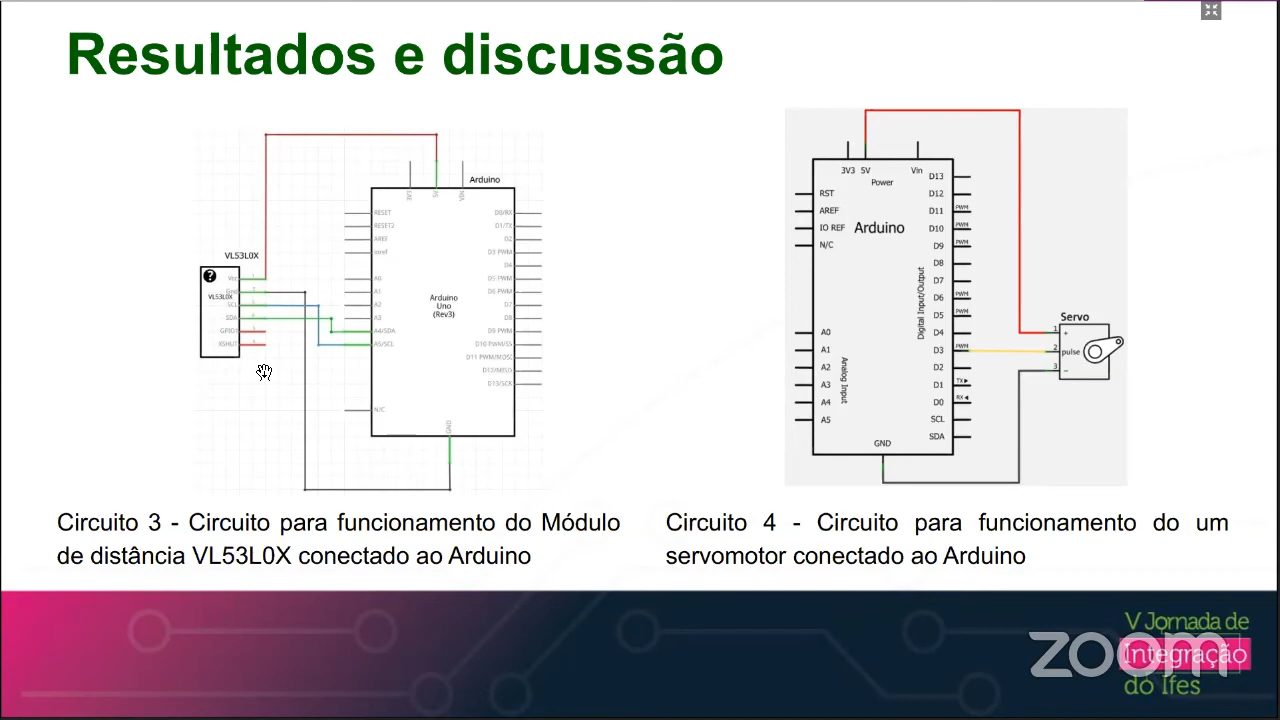 Resultados e discussão
Arduino
3V3
5V
VIN
RESET
RESET2
AREF
ioref
A0
A1
A2
A3
A4/SDA
A5/SCL
N/C
D0/RX
D1/TX
D2
D3 PWM
D4
D5 PWM
D6 PWM
D7
D8
D9 PWM
D10 PWM/SS
D11 PWM/MOSI
D12/MISO
D13/SCK
GND
Arduino
Uno
(Rev3)
VL53L0X
?
Vcc
Gnd
VL53L0X
SCL
SDA
GPIO1
XSHUT
3V3 5V Vin
Power
RST
AREF
IO REF
N/C
Arduino
A0
A1
A2
A3
A4
A5
Analog Input
Digital Input/Output
D13
D12
D11 PWM
D10 PWM
D9 PWM
D8
D7
D6 PWM
D5 PWM
D4
D3 PWM
D2
D1 TX
D0 RX
SCL
SDA
GND
Servo
1 +
2 pulse
3 −
Circuito 3 - Circuito para funcionamento do Módulo
de distância VL53L0X conectado ao Arduino
Circuito 4 - Circuito para funcionamento do um
servomotor conectado ao Arduino
V Jornada de
Integração
do Ifes
zoom